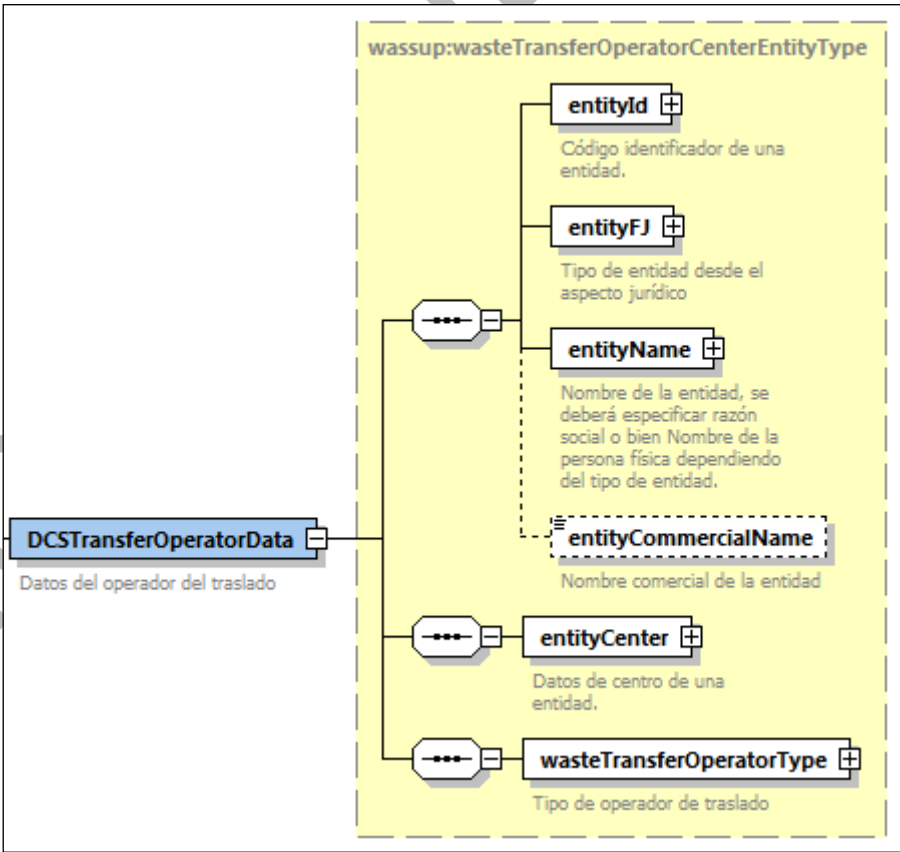 wassup:wasteTransferOperatorCenterEntityType
entityId
Código identificador de una
entidad.
entityFJ
Tipo de entidad desde el
aspecto jurídico
entityName
Nombre de la entidad, se
deberá especificar razón
social o bien Nombre de la
persona física dependiendo
del tipo de entidad.
entityCommercialName
Nombre comercial de la entidad
DCSTransferOperatorData
Datos del operador del traslado
entityCenter
Datos de centro de una
entidad.
wasteTransferOperatorType
Tipo de operador de traslado